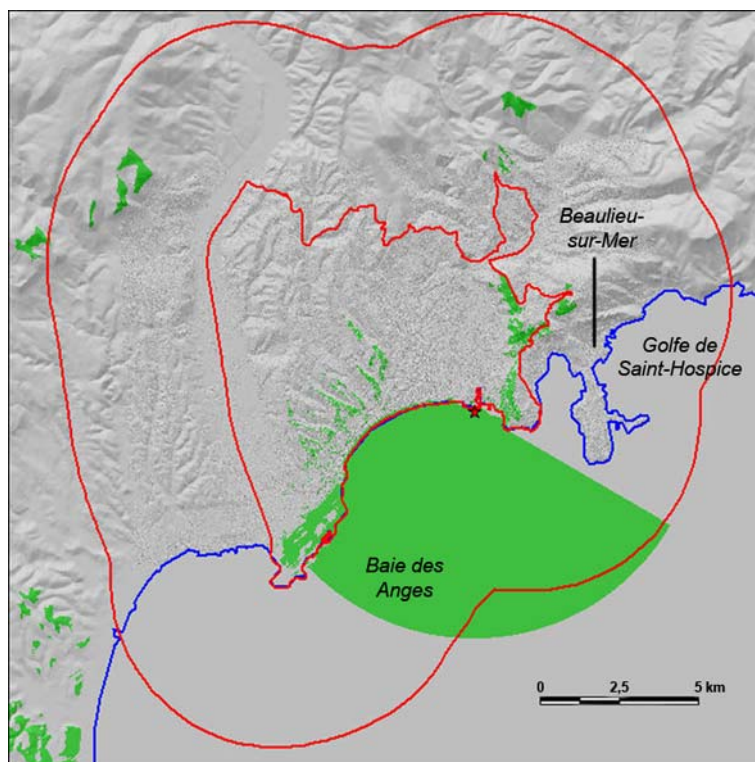 Beaulieu-
sur-Mer
Golfe de
Saint-Hospice
Baie des
Anges
0 2,5 5 km